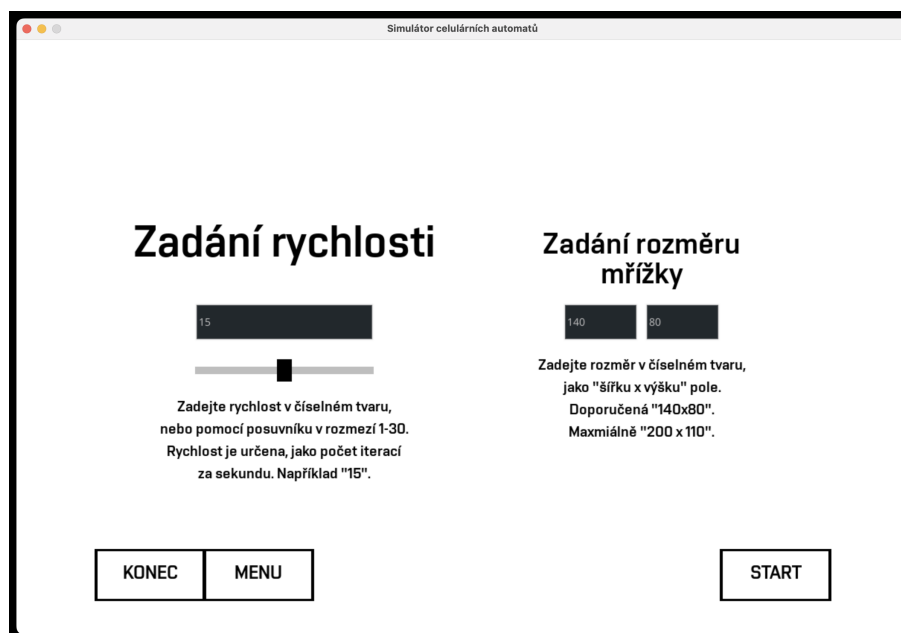 Simulátor celulárních automatů
Zadání rychlosti
15
Zadejte rychlost v číselném tvaru,
nebo pomocí posuvníku v rozmezí 1-30.
Rychlost je určena, jako počet iterací
za sekundu. Například "15".
Zadání rozměru
mřížky
140 80
Zadejte rozměr v číselném tvaru,
jako "šířku x výšku" pole.
Doporučená "140x80".
Maxmiálně "200 x 110".
KONEC MENU START